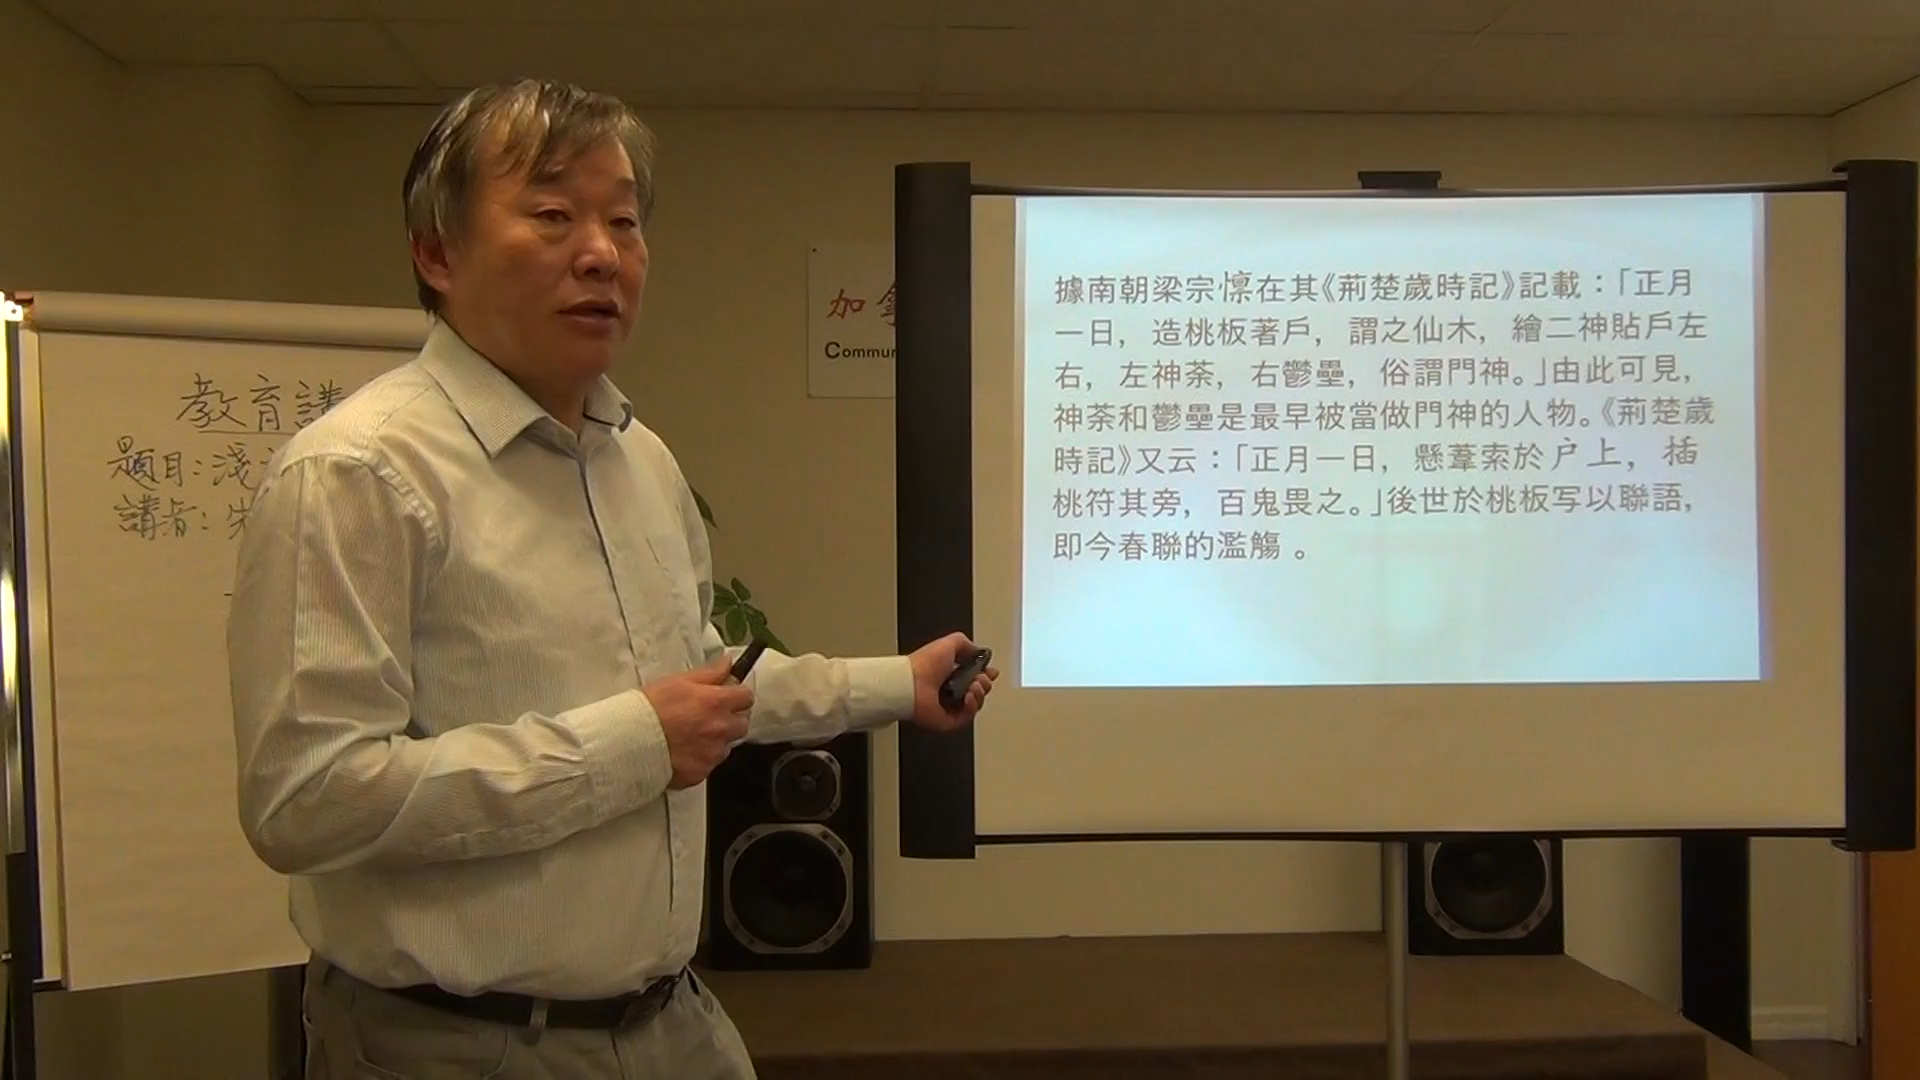 教育講
題目：淺
講者：
加拿
Commun
據南朝梁宗懍在其《荊楚歲時記》記載：「正月
一日，造桃板著戶，謂之仙木，繪二神貼戶左
右，左神荼，右鬱壘，俗謂門神。」由此可見，
神荼和鬱壘是最早被當做門神的人物。《荊楚歲
時記》又云：「正月一日，懸葦索於户上，插
桃符其旁，百鬼畏之。」後世於桃板写以聯語，
即今春聯的濫觴 。